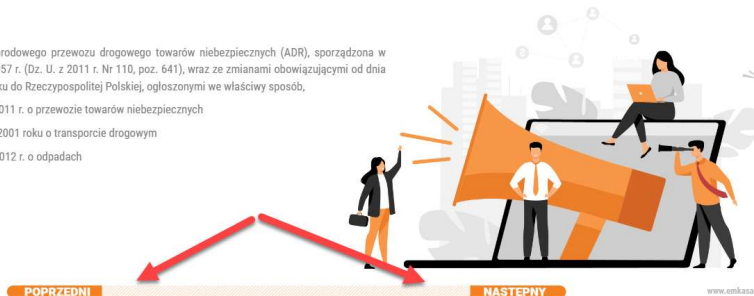 rodowego przewozu drogowego towarów niebezpiecznych (ADR), sporządzona w
57 r. (Dz. U. z 2011 r. Nr 110, poz. 641), wraz ze zmianami obowiązującymi od dnia
ku do Rzeczypospolitej Polskiej, ogłoszonymi we właściwy sposób,
011 r. o przewozie towarów niebezpiecznych
2001 roku o transporcie drogowym
012 r. o odpadach
POPRZEDNI
NASTĘPNY
www.emkasa